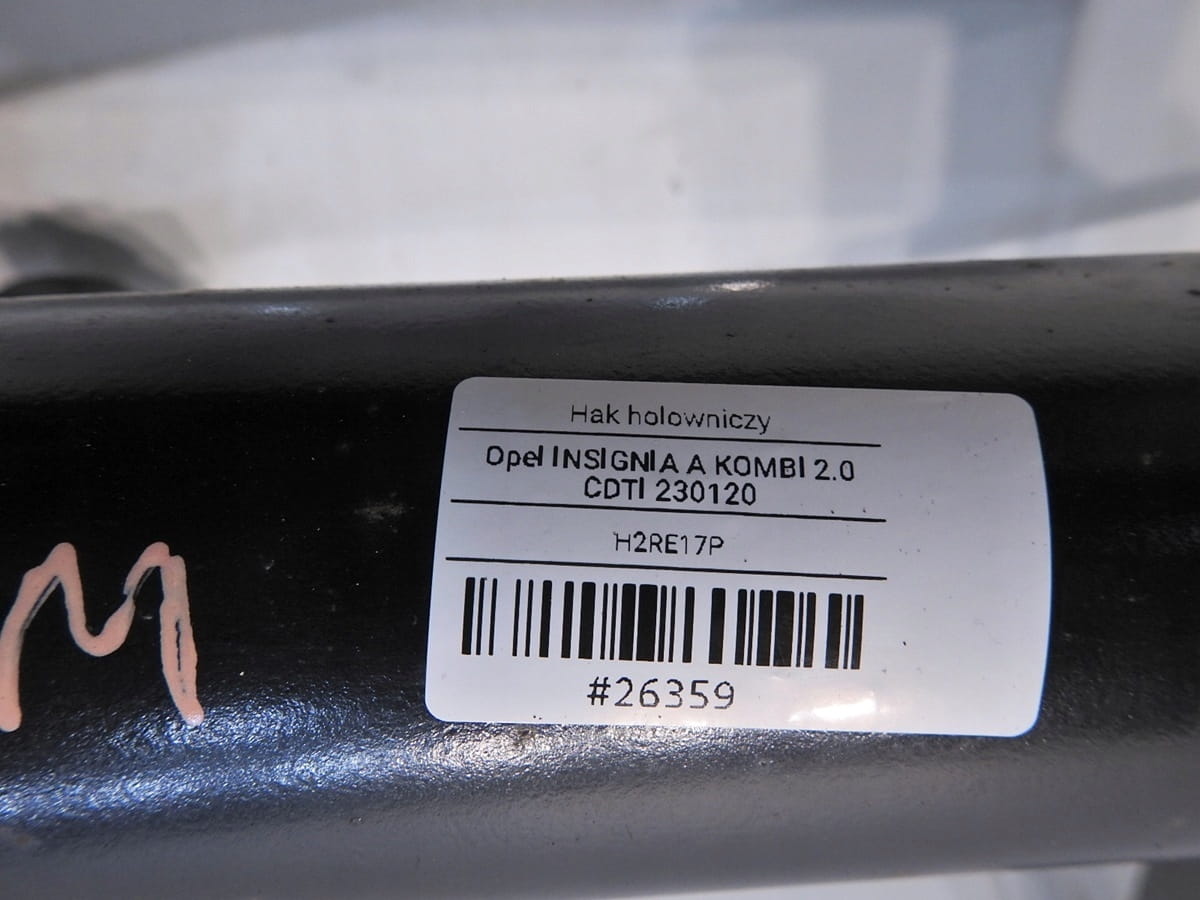 Hak holowniczy
Opel INSIGNIA A KOMBI 2.0
CDTI 230120
H2RE17P
#26359
M